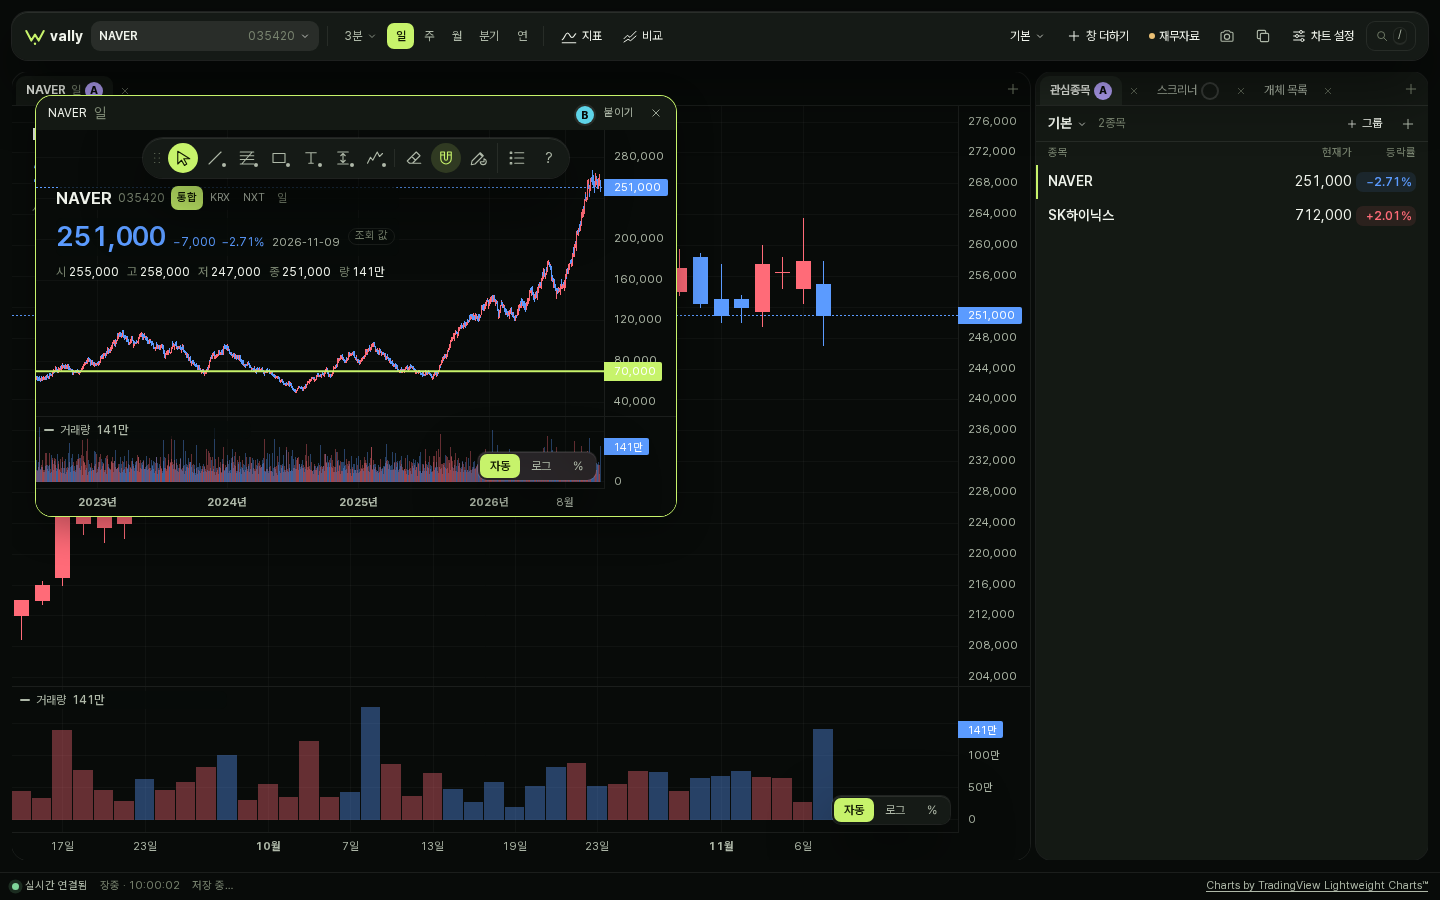 vally NAVER 035420 3분 일 주 월 분기 연 지표 비교 기본 창 더하기 재무자료 차트 설정 /
NAVER 일 A ×
관심종목 A × 스크리너 × 개체 목록 ×
NAVER 일 B 붙이기 ×
T ?
NAVER 035420 통합 KRX NXT 일
251,000 −7,000 −2.71% 2026-11-09 조회 값
시 255,000 고 258,000 저 247,000 종 251,000 량 141만
280,000
251,000
200,000
160,000
120,000
80,000
70,000
40,000
거래량 141만
141만
자동 로그 %
0
2023년 2024년 2025년 2026년 8월
276,000
272,000
268,000
264,000
260,000
256,000
251,000
248,000
244,000
240,000
236,000
232,000
228,000
224,000
220,000
216,000
212,000
208,000
204,000
거래량 141만
141만
100만
50만
0
자동 로그 %
17일 23일 10월 7일 13일 19일 23일 11월 6일
기본 2종목 + 그룹 +
종목 현재가 등락률
NAVER 251,000 −2.71%
SK하이닉스 712,000 +2.01%
실시간 연결됨 장중 · 10:00:02 저장 중...
Charts by TradingView Lightweight Charts™